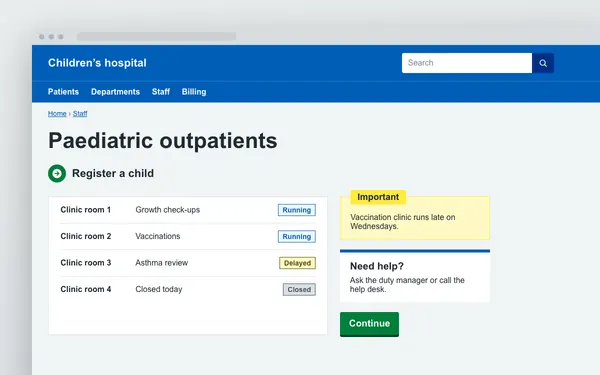 Children's hospital
Search
Patients Departments Staff Billing
Home › Staff
Paediatric outpatients
Register a child
Clinic room 1 Growth check-ups Running
Clinic room 2 Vaccinations Running
Clinic room 3 Asthma review Delayed
Clinic room 4 Closed today Closed
Important
Vaccination clinic runs late on
Wednesdays.
Need help?
Ask the duty manager or call the
help desk.
Continue